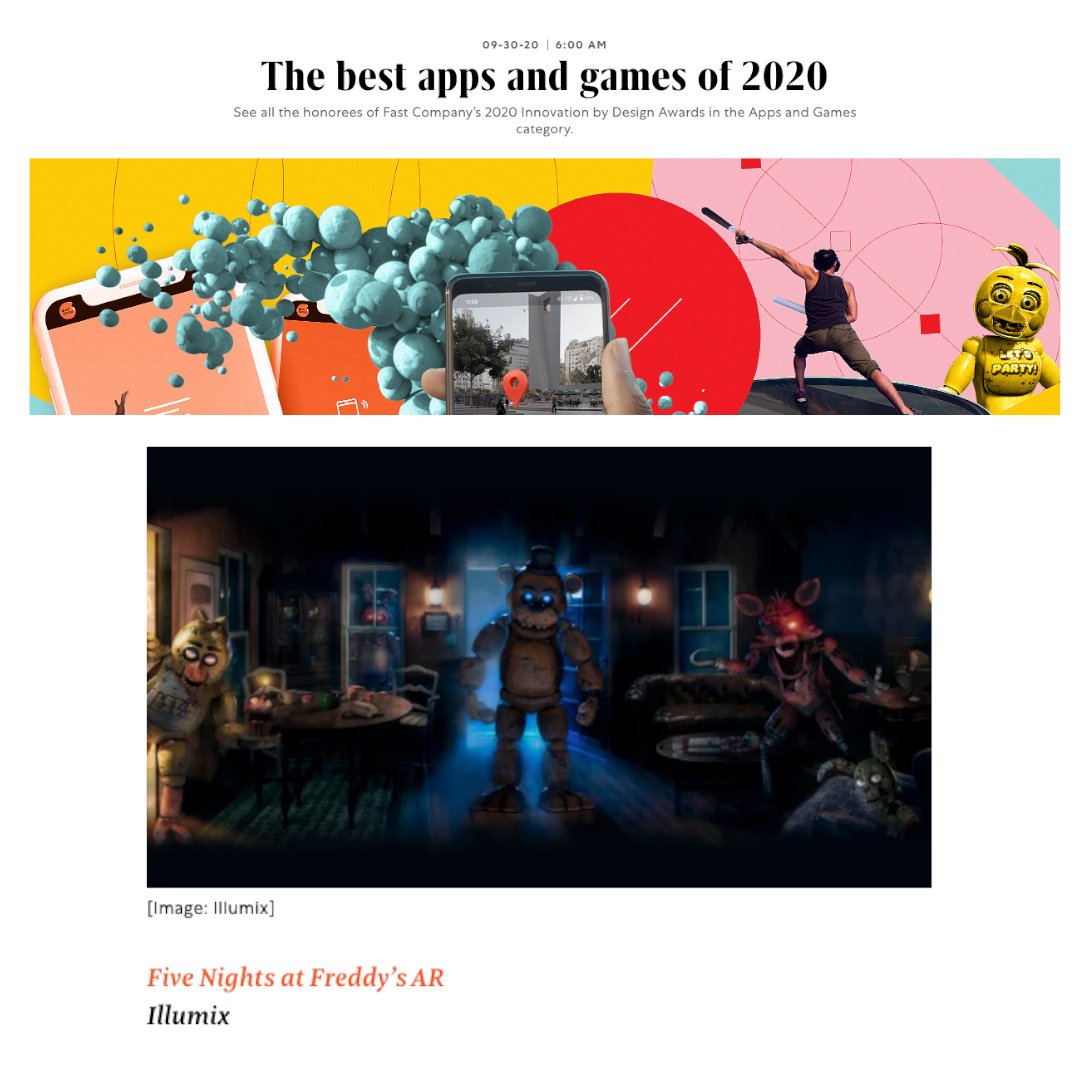 09-30-20 | 6:00 AM
The best apps and games of 2020
See all the honorees of Fast Company's 2020 Innovation by Design Awards in the Apps and Games
category.
11:58
LET'S
PARTY!
[Image: Illumix]
Five Nights at Freddy's AR
Illumix